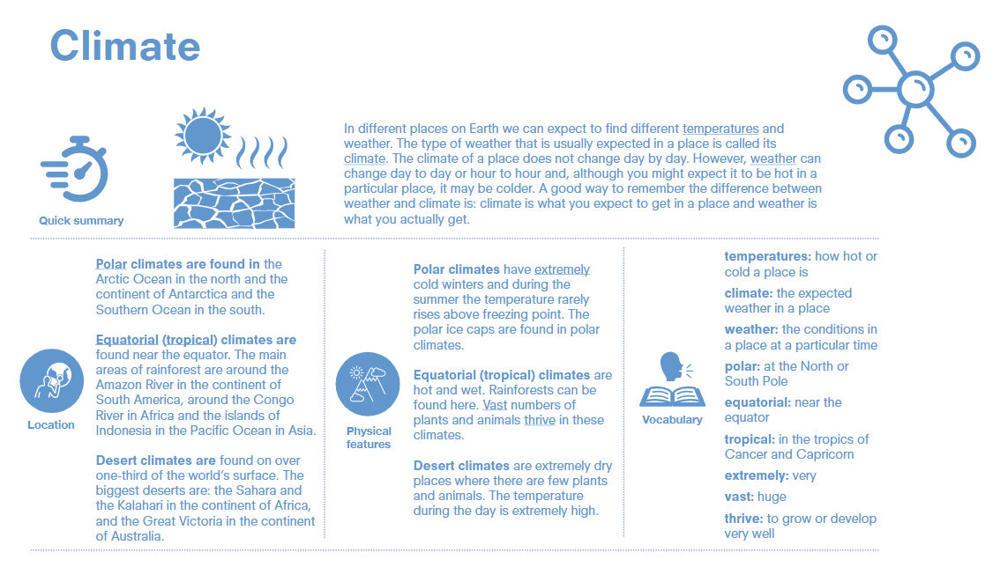 Climate
Quick summary
In different places on Earth we can expect to find different temperatures and
weather. The type of weather that is usually expected in a place is called its
climate. The climate of a place does not change day by day. However, weather can
change day to day or hour to hour and, although you might expect it to be hot in a
particular place, it may be colder. A good way to remember the difference between
weather and climate is: climate is what you expect to get in a place and weather is
what you actually get.
Location
Polar climates are found in the
Arctic Ocean in the north and the
continent of Antarctica and the
Southern Ocean in the south.
Equatorial (tropical) climates are
found near the equator. The main
areas of rainforest are around the
Amazon River in the continent of
South America, around the Congo
River in Africa and the islands of
Indonesia in the Pacific Ocean in Asia.
Desert climates are found on over
one-third of the world's surface. The
biggest deserts are: the Sahara and
the Kalahari in the continent of Africa,
and the Great Victoria in the continent
of Australia.
Physical
features
Polar climates have extremely
cold winters and during the
summer the temperature rarely
rises above freezing point. The
polar ice caps are found in polar
climates.
Equatorial (tropical) climates are
hot and wet. Rainforests can be
found here. Vast numbers of
plants and animals thrive in these
climates.
Desert climates are extremely dry
places where there are few plants
and animals. The temperature
during the day is extremely high.
Vocabulary
temperatures: how hot or
cold a place is
climate: the expected
weather in a place
weather: the conditions in
a place at a particular time
polar: at the North or
South Pole
equatorial: near the
equator
tropical: in the tropics of
Cancer and Capricorn
extremely: very
vast: huge
thrive: to grow or develop
very well